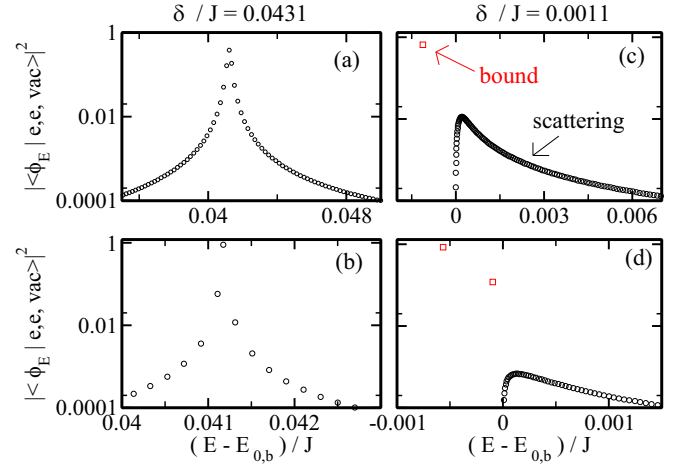 δ / J = 0.0431
δ / J = 0.0011
|<ϕ_E | e,e, vac>|^2
1
0.01
0.0001
(a)
0.04
0.048
(c)
bound
scattering
0
0.003
0.006
|< ϕ_E | e,e, vac>|^2
1
0.01
0.0001
(b)
0.04
0.041
0.042
( E - E_{0,b} ) / J
(d)
-0.001
0
0.001
( E - E_{0,b} ) / J